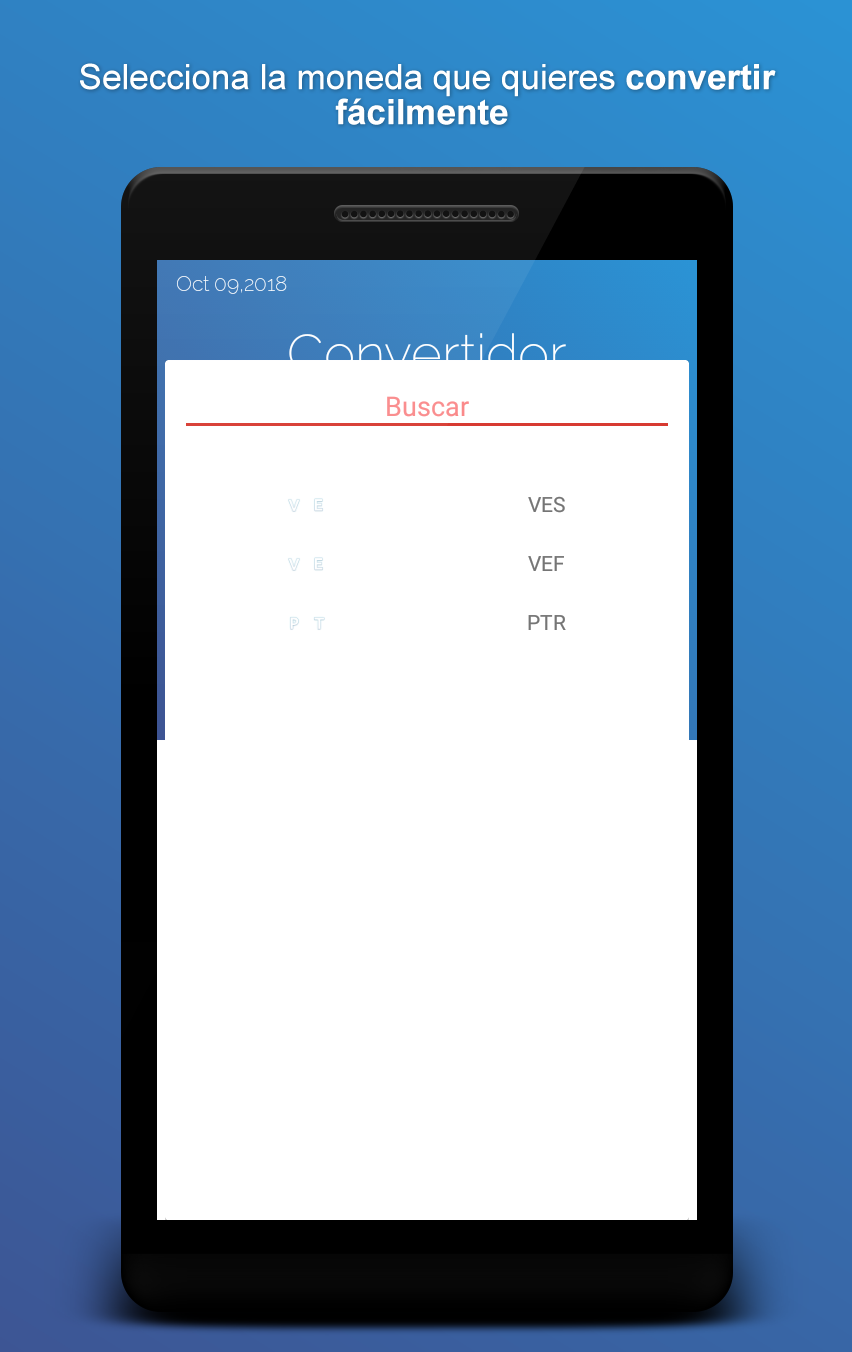 Selecciona la moneda que quieres convertir
fácilmente
Oct 09,2018
Convertidor
Buscar
V E VES
V E VEF
P T PTR